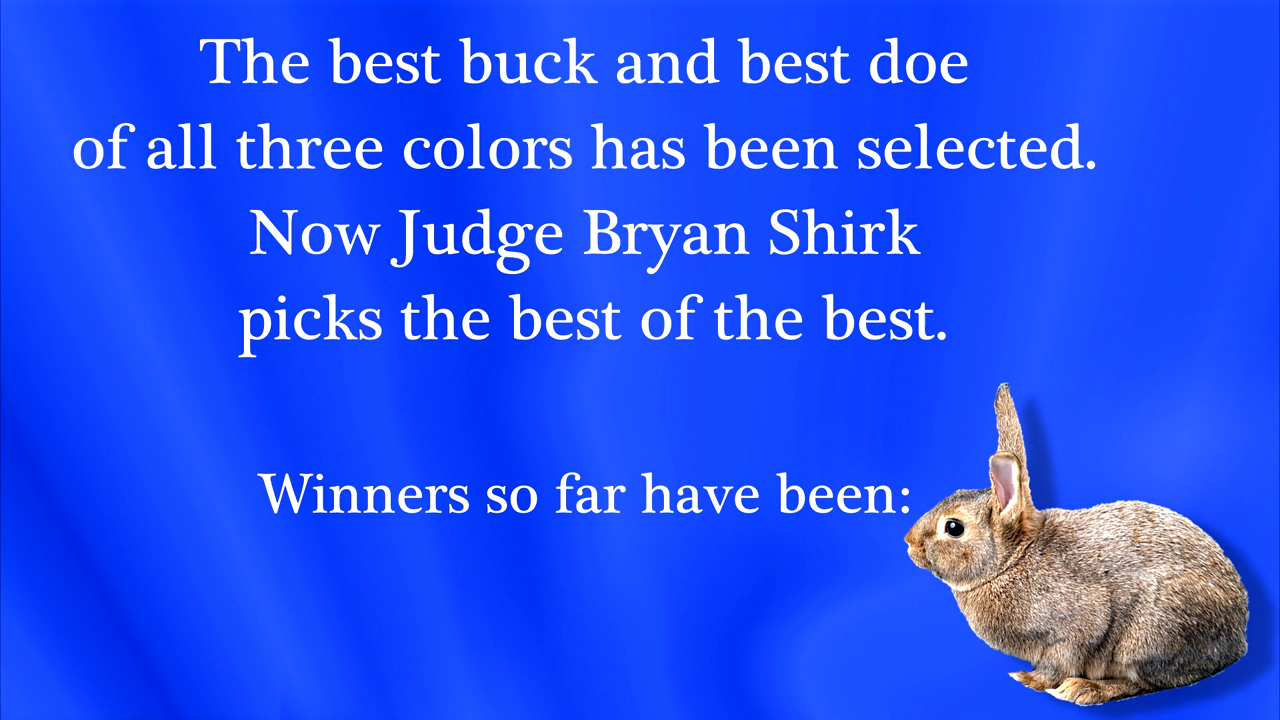 The best buck and best doe
of all three colors has been selected.
Now Judge Bryan Shirk
picks the best of the best.
Winners so far have been: